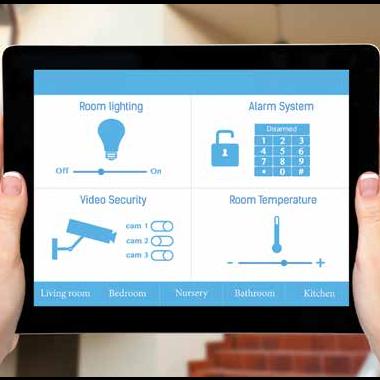 Room lighting
Off On
Alarm System
Disarmed
1 2 3
4 5 6
7 8 9
* 0 #
Video Security
cam 1
cam 2
cam 3
Room Temperature
- +
Living room Bedroom Nursery Bathroom Kitchen